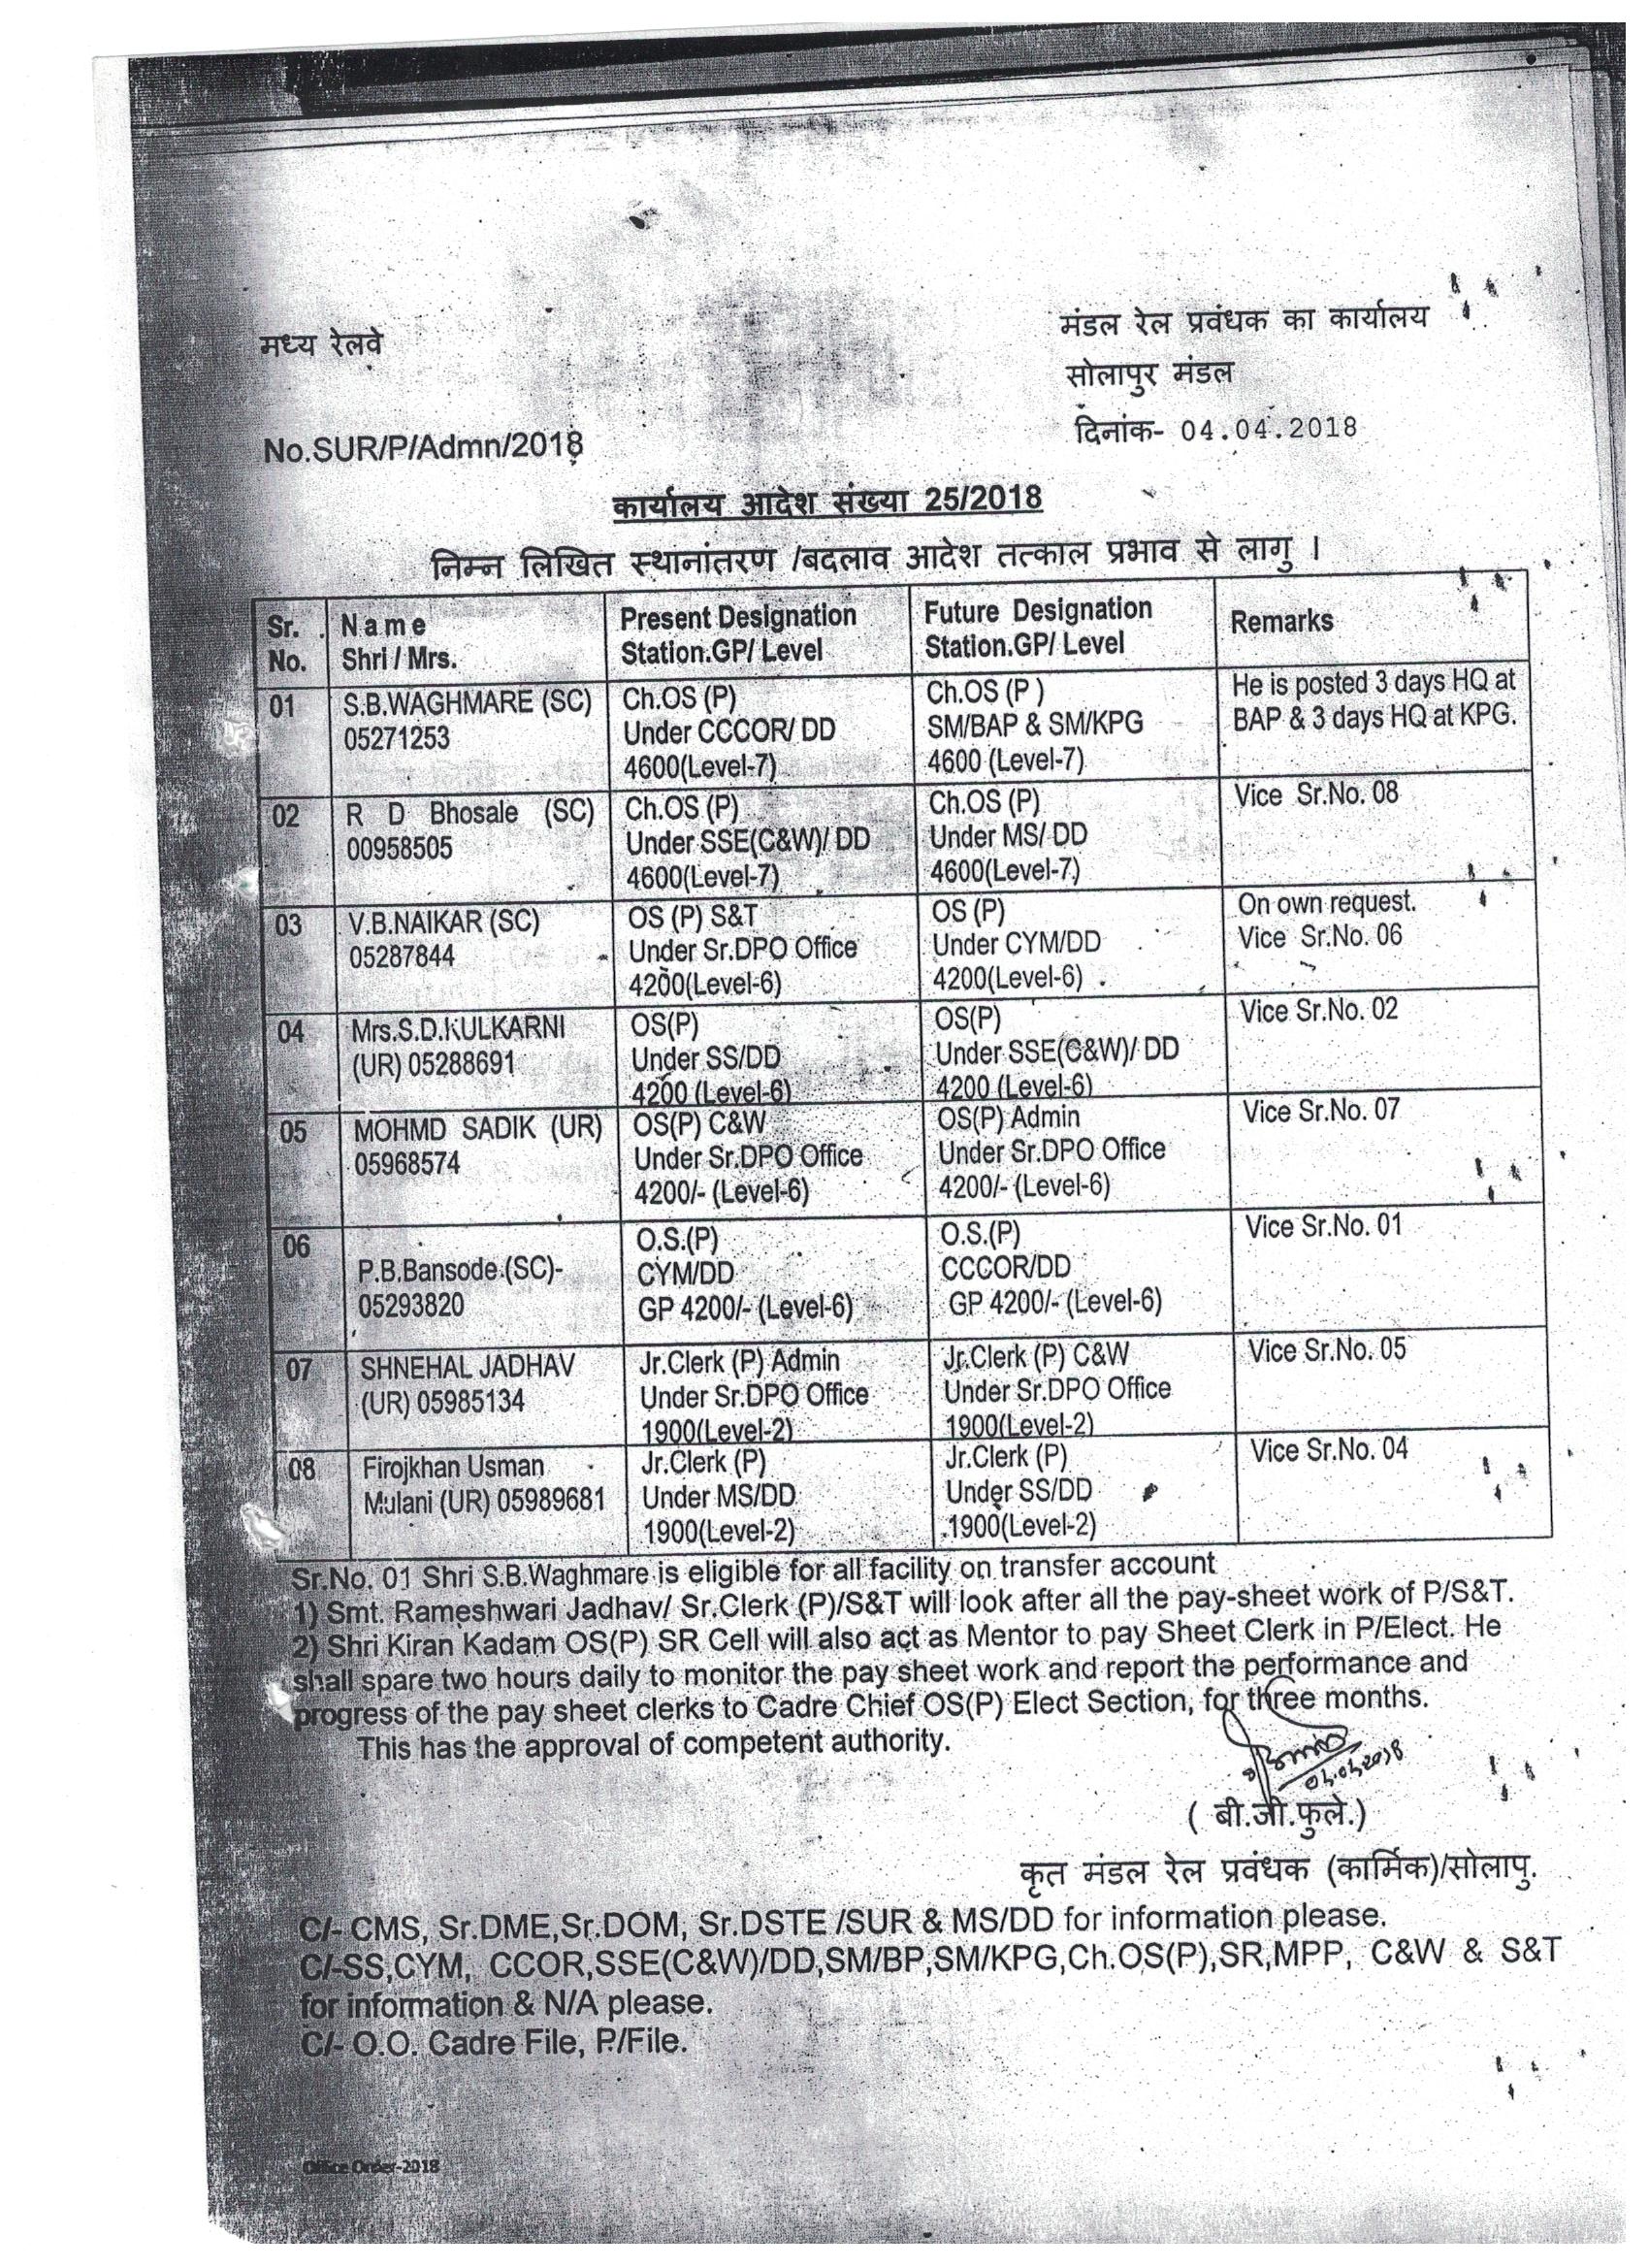 मध्य रेलवे
मंडल रेल प्रवंधक का कार्यालय
सोलापुर मंडल
दिनांक- 04.04.2018
No.SUR/P/Admn/2018
कार्यालय आदेश संख्या 25/2018
निम्न लिखित स्थानांतरण /बदलाव आदेश तत्काल प्रभाव से लागु ।
Sr. No. Name Shri / Mrs. Present Designation Station.GP/ Level Future Designation Station.GP/ Level Remarks
01 S.B.WAGHMARE (SC) Ch.OS (P) Ch.OS (P ) He is posted 3 days HQ at
05271253 Under CCCOR/ DD SM/BAP & SM/KPG BAP & 3 days HQ at KPG.
4600(Level-7) 4600 (Level-7)
02 R D Bhosale (SC) Ch.OS (P) Ch.OS (P) Vice Sr.No. 08
00958505 Under SSE(C&W)/ DD Under MS/ DD
4600(Level-7) 4600(Level-7)
03 V.B.NAIKAR (SC) OS (P) S&T OS (P) On own request.
05287844 Under Sr.DPO Office Under CYM/DD Vice Sr.No. 06
4200(Level-6) 4200(Level-6)
04 Mrs.S.D.KULKARNI OS(P) OS(P) Vice Sr.No. 02
(UR) 05288691 Under SS/DD Under SSE(C&W)/ DD
4200 (Level-6) 4200 (Level-6)
05 MOHMD SADIK (UR) OS(P) C&W OS(P) Admin Vice Sr.No. 07
05968574 Under Sr.DPO Office Under Sr.DPO Office
4200/- (Level-6) 4200/- (Level-6)
06 O.S.(P) O.S.(P) Vice Sr.No. 01
P.B.Bansode.(SC)- CYM/DD CCCOR/DD
05293820 GP 4200/- (Level-6) GP 4200/- (Level-6)
07 SHNEHAL JADHAV Jr.Clerk (P) Admin Jr.Clerk (P) C&W Vice Sr.No. 05
(UR) 05985134 Under Sr.DPO Office Under Sr.DPO Office
1900(Level-2) 1900(Level-2)
08 Firojkhan Usman Jr.Clerk (P) Jr.Clerk (P) Vice Sr.No. 04
Mulani (UR) 05989681 Under MS/DD Under SS/DD
1900(Level-2) 1900(Level-2)
Sr.No. 01 Shri S.B.Waghmare is eligible for all facility on transfer account
1) Smt. Rameshwari Jadhav/ Sr.Clerk (P)/S&T will look after all the pay-sheet work of P/S&T.
2) Shri Kiran Kadam OS(P) SR Cell will also act as Mentor to pay Sheet Clerk in P/Elect. He
shall spare two hours daily to monitor the pay sheet work and report the performance and
progress of the pay sheet clerks to Cadre Chief OS(P) Elect Section, for three months.
This has the approval of competent authority.
( बी.जी.फुले.)
कृत मंडल रेल प्रवंधक (कार्मिक)/सोलापु.
C/- CMS, Sr.DME,Sr.DOM, Sr.DSTE /SUR & MS/DD for information please.
C/-SS,CYM, CCOR,SSE(C&W)/DD,SM/BP,SM/KPG,Ch.OS(P),SR,MPP, C&W & S&T
for information & N/A please.
C/- O.O. Cadre File, P/File.
Office Order-2018